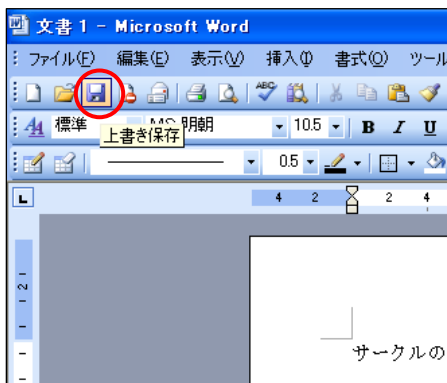 文書 1 - Microsoft Word
ファイル(F) 編集(E) 表示(V) 挿入(I) 書式(O) ツール
ABC
標準 明朝 10.5 B I U
上書き保存
0.5
L 4 2 2 4
2
サークルの